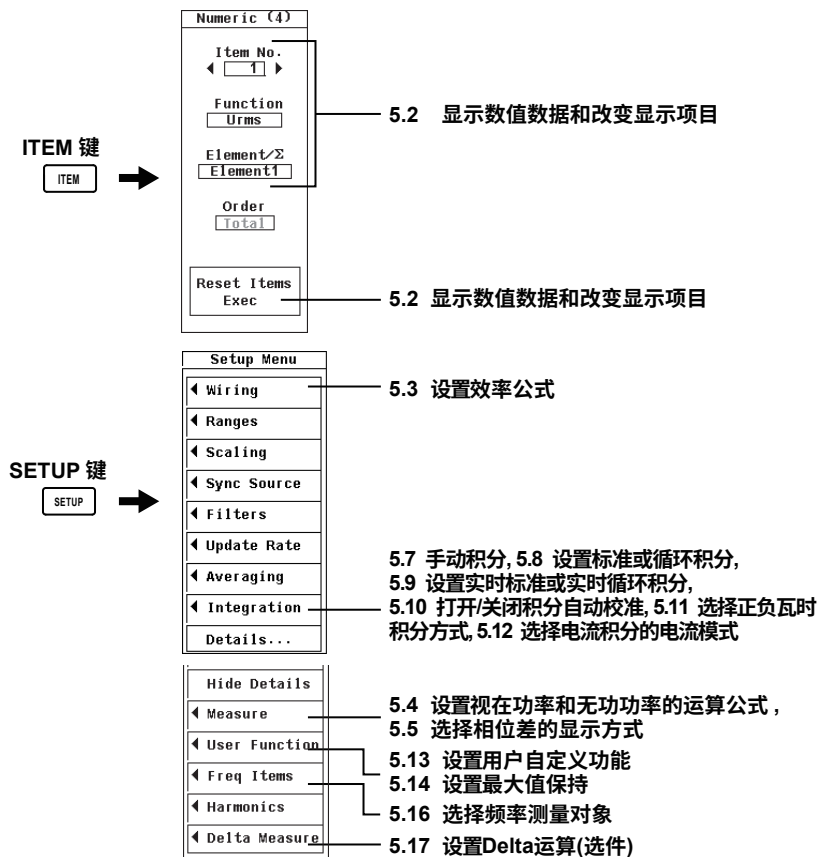 Numeric (4)
Item No.
1
Function
Urms
5.2 显示数值数据和改变显示项目
ITEM 键
ITEM
Element/Σ
Element1
Order
Total
Reset Items
Exec
5.2 显示数值数据和改变显示项目
Setup Menu
Wiring
5.3 设置效率公式
Ranges
Scaling
SETUP 键
SETUP
Sync Source
Filters
Update Rate
Averaging
Integration
Details...
5.7 手动积分, 5.8 设置标准或循环积分,
5.9 设置实时标准或实时循环积分,
5.10 打开/关闭积分自动校准, 5.11 选择正负瓦时
积分方式, 5.12 选择电流积分的电流模式
Hide Details
Measure
5.4 设置视在功率和无功功率的运算公式 ,
5.5 选择相位差的显示方式
User Function
5.13 设置用户自定义功能
5.14 设置最大值保持
Freq Items
5.16 选择频率测量对象
Harmonics
Delta Measure
5.17 设置Delta运算(选件)